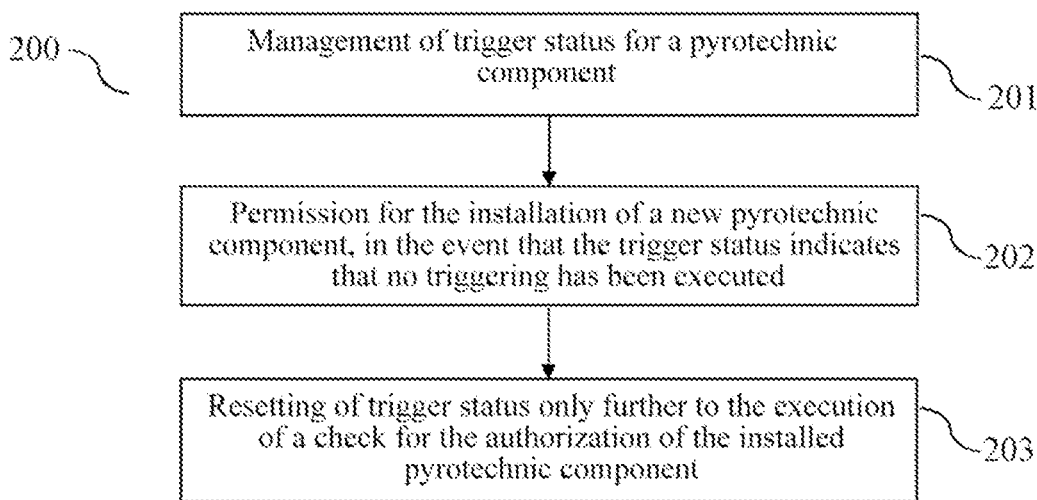 200
Management of trigger status for a pyrotechnic
component
201
Permission for the installation of a new pyrotechnic
component, in the event that the trigger status indicates
that no triggering has been executed
202
Resetting of trigger status only further to the execution
of a check for the authorization of the installed
pyrotechnic component
203